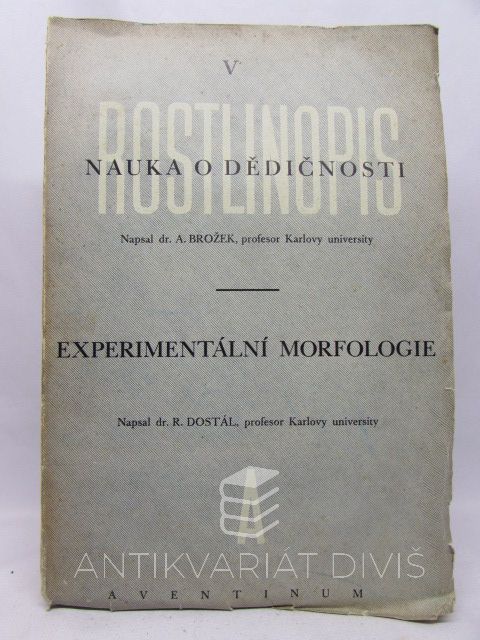 V
ROSTLINOPIS
NAUKA O DĚDIČNOSTI
Napsal dr. A. BROŽEK, profesor Karlovy university
EXPERIMENTÁLNÍ MORFOLOGIE
Napsal dr. R. DOSTÁL, profesor Karlovy university
A
ANTIKVARIÁT DIVIŠ
AVENTINUM